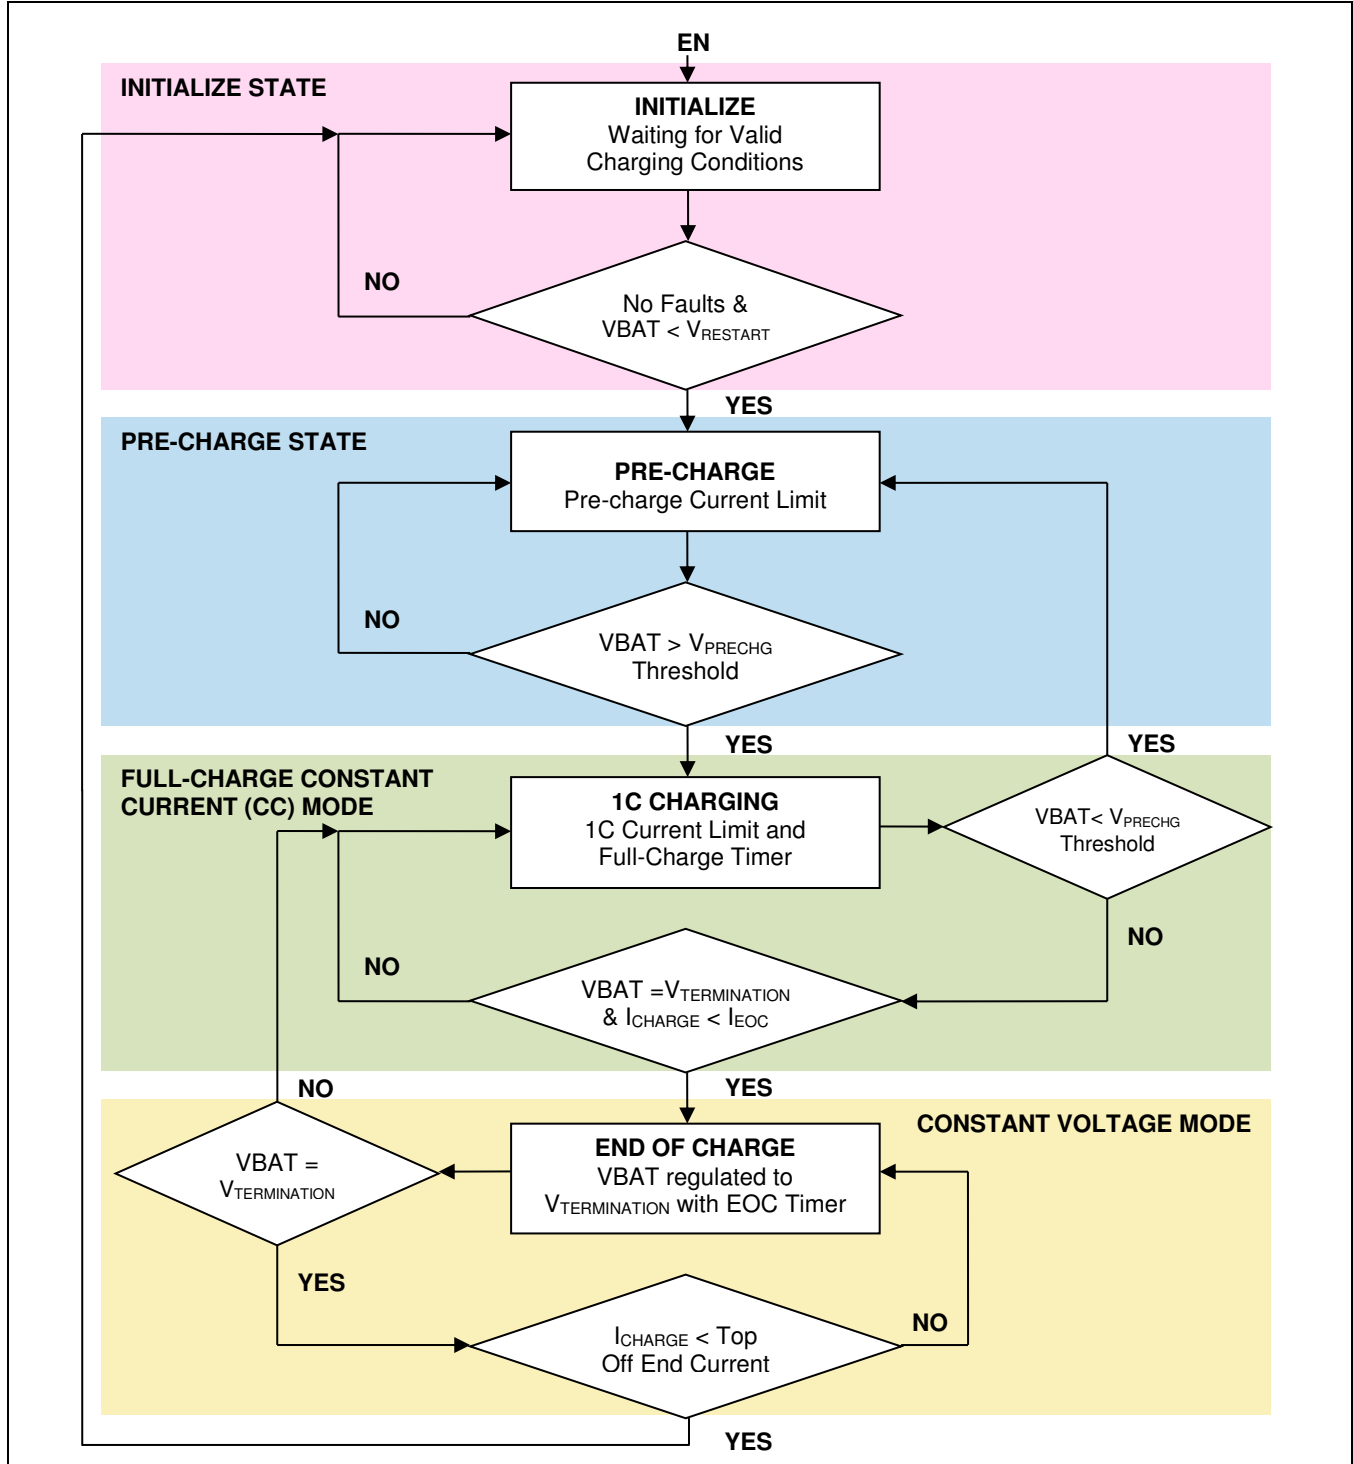 EN
INITIALIZE STATE
INITIALIZE
Waiting for Valid
Charging Conditions
NO
No Faults &
VBAT < VRESTART
YES
PRE-CHARGE STATE
PRE-CHARGE
Pre-charge Current Limit
NO
VBAT > VPRECHG
Threshold
YES
YES
FULL-CHARGE CONSTANT
CURRENT (CC) MODE
1C CHARGING
1C Current Limit and
Full-Charge Timer
VBAT< VPRECHG
Threshold
NO
NO
VBAT =VTERMINATION
& ICHARGE < IEOC
YES
NO
CONSTANT VOLTAGE MODE
END OF CHARGE
VBAT regulated to
VTERMINATION with EOC Timer
VBAT =
VTERMINATION
YES
ICHARGE < Top
Off End Current
NO
YES